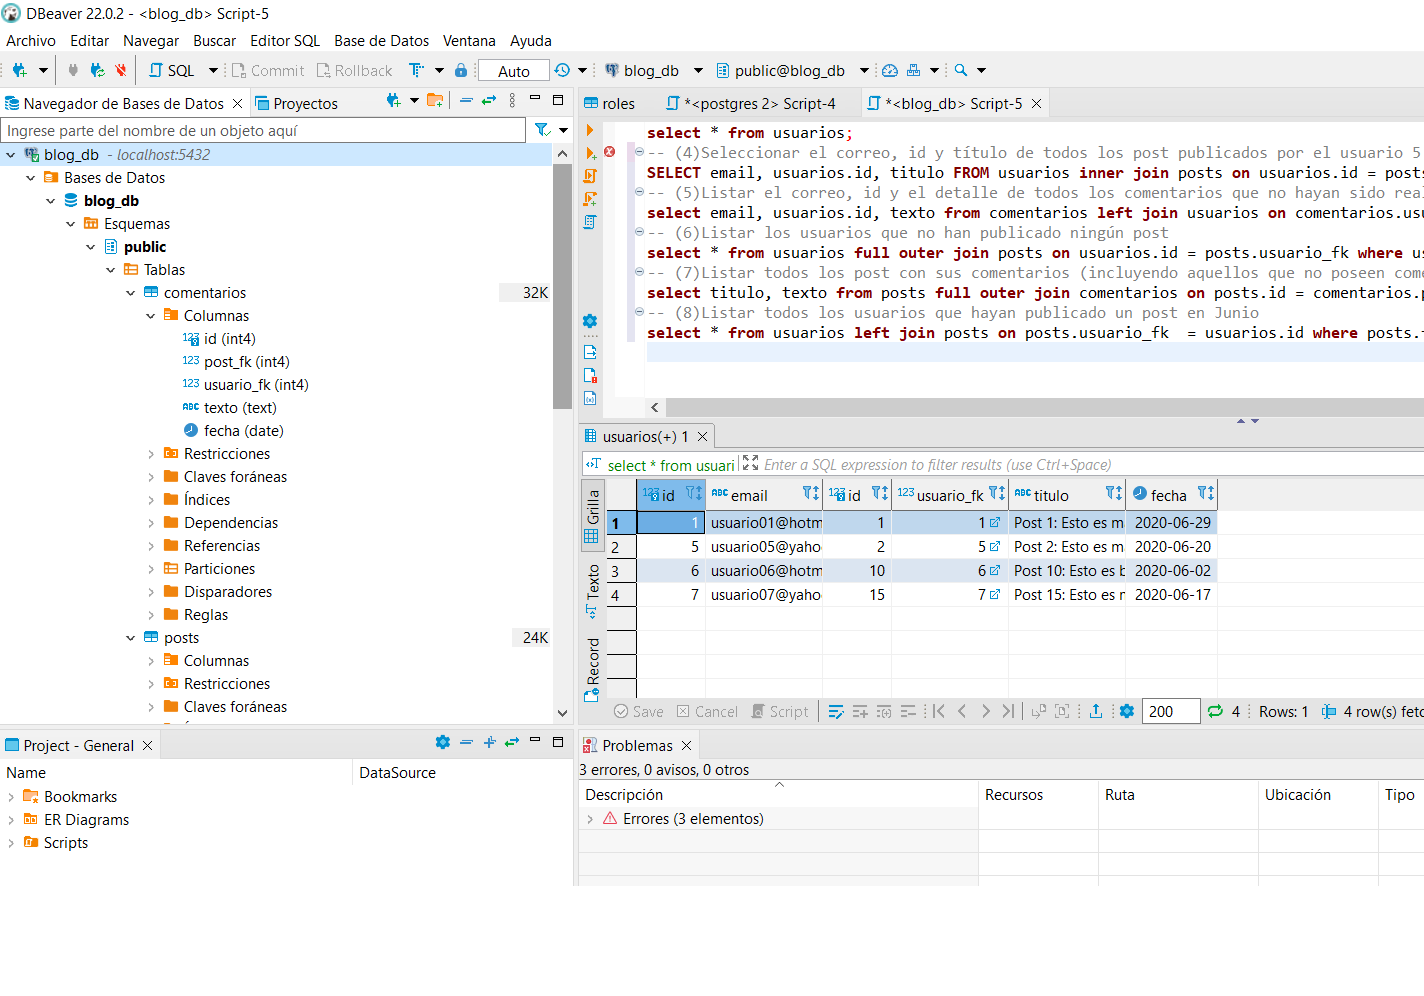 DBeaver 22.0.2 - <blog_db> Script-5
Archivo Editar Navegar Buscar Editor SQL Base de Datos Ventana Ayuda
SQL Commit Rollback Auto blog_db public@blog_db
Navegador de Bases de Datos Proyectos
Ingrese parte del nombre de un objeto aquí
blog_db - localhost:5432
Bases de Datos
blog_db
Esquemas
public
Tablas
comentarios 32K
Columnas
id (int4)
post_fk (int4)
usuario_fk (int4)
texto (text)
fecha (date)
Restricciones
Claves foráneas
Índices
Dependencias
Referencias
Particiones
Disparadores
Reglas
posts 24K
Columnas
Restricciones
Claves foráneas
roles *<postgres 2> Script-4 *<blog_db> Script-5
select * from usuarios;
-- (4)Seleccionar el correo, id y título de todos los post publicados por el usuario 5
SELECT email, usuarios.id, titulo FROM usuarios inner join posts on usuarios.id = posts
-- (5)Listar el correo, id y el detalle de todos los comentarios que no hayan sido real
select email, usuarios.id, texto from comentarios left join usuarios on comentarios.usu
-- (6)Listar los usuarios que no han publicado ningún post
select * from usuarios full outer join posts on usuarios.id = posts.usuario_fk where us
-- (7)Listar todos los post con sus comentarios (incluyendo aquellos que no poseen come
select titulo, texto from posts full outer join comentarios on posts.id = comentarios.p
-- (8)Listar todos los usuarios que hayan publicado un post en Junio
select * from usuarios left join posts on posts.usuario_fk  = usuarios.id where posts.
usuarios(+) 1
select * from usuari Enter a SQL expression to filter results (use Ctrl+Space)
Grilla
Texto
Record
123 id ABC email 123 id 123 usuario_fk ABC titulo fecha
1 1 usuario01@hotm 1 1 Post 1: Esto es m 2020-06-29
2 5 usuario05@yaho 2 5 Post 2: Esto es m 2020-06-20
3 6 usuario06@hotm 10 6 Post 10: Esto es b 2020-06-02
4 7 usuario07@yaho 15 7 Post 15: Esto es m 2020-06-17
Save Cancel Script 200 4 Rows: 1 4 row(s) fetc
Project - General
Name DataSource
Bookmarks
ER Diagrams
Scripts
Problemas
3 errores, 0 avisos, 0 otros
Descripción Recursos Ruta Ubicación Tipo
Errores (3 elementos)